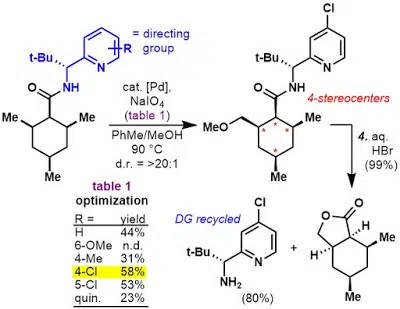 = directing
group
R
t-Bu
N
NH
O
Me
Me
Me
cat. [Pd],
NaIO4
(table 1)
PhMe/MeOH
90 °C
d.r. = >20:1
Cl
t-Bu
N
NH
O
MeO
Me
* * * *
Me
4-stereocenters
4, aq.
HBr
(99%)
table 1
optimization
R = yield
H 44%
6-OMe n.d.
4-Me 31%
4-Cl 58%
5-Cl 53%
quin. 23%
DG recycled
Cl
t-Bu
N
NH2
(80%)
+
O
O
H
H
Me
Me